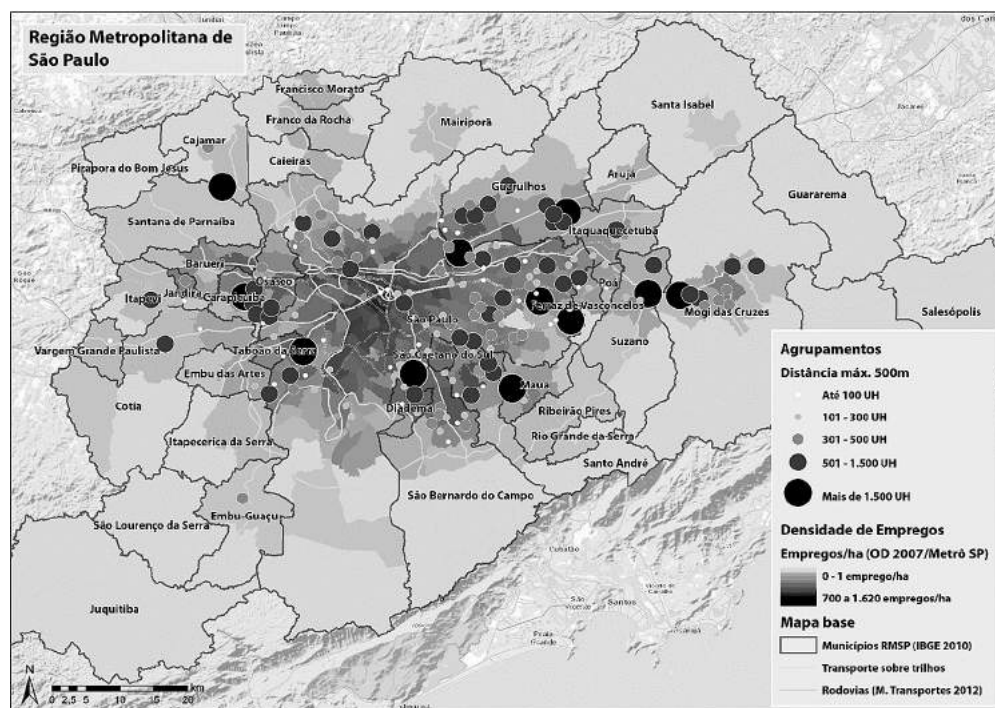 Região Metropolitana de
São Paulo
Francisco Morato
Franco da Rocha
Mairiporã
Santa Isabel
Cajamar
Caieiras
Pirapora do Bom Jesus
Guarulhos
Arujá
Guararema
Santana de Parnaíba
Itaquaquecetuba
Barueri
Osasco
Poá
Itapevi
Jandira
Carapicuíba
Ferraz de Vasconcelos
São Paulo
Mogi das Cruzes
Salesópolis
Vargem Grande Paulista
Taboão da Serra
São Caetano do Sul
Suzano
Embu das Artes
Mauá
Cotia
Diadema
Ribeirão Pires
Itapecerica da Serra
Rio Grande da Serra
Santo André
São Bernardo do Campo
São Lourenço da Serra
Embu-Guaçu
Juquitiba
Cubatão
São
Vicente
Santos
Praia
Grande
Agrupamentos
Distância máx. 500m
Até 100 UH
101 - 300 UH
301 - 500 UH
501 - 1.500 UH
Mais de 1.500 UH
Densidade de Empregos
Empregos/ha (OD 2007/Metrô SP)
0 - 1 emprego/ha
700 a 1.620 empregos/ha
Mapa base
Municípios RMSP (IBGE 2010)
Transporte sobre trilhos
Rodovias (M. Transportes 2012)
N
km
0 2,5 5 10 15 20